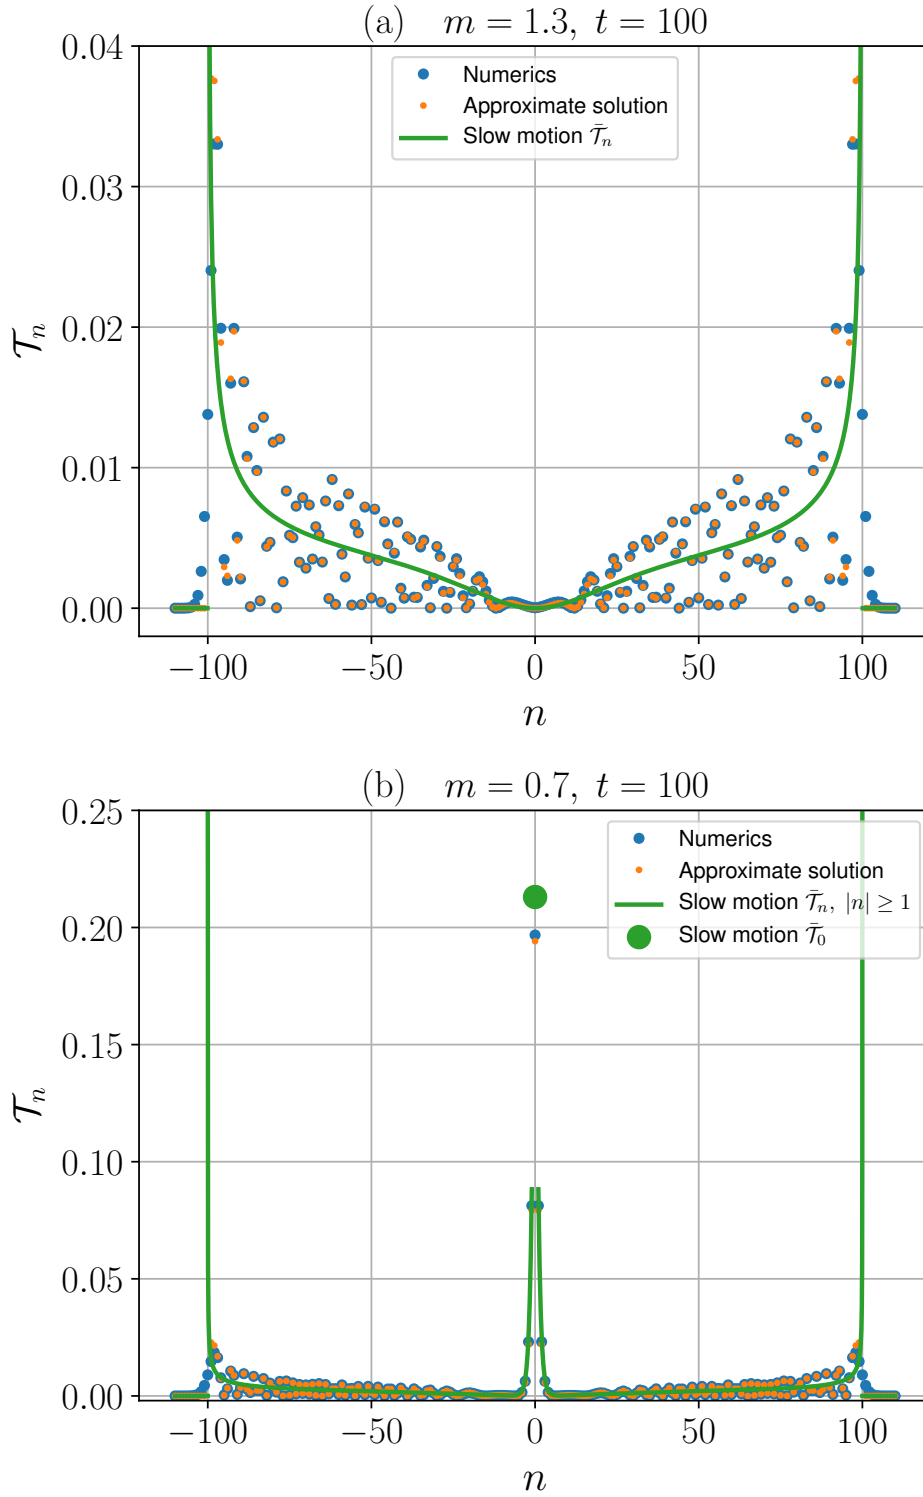 (a) m = 1.3, t = 100
0.04
0.03
0.02
0.01
0.00
𝒯ₙ
Numerics
Approximate solution
Slow motion 𝒯̄ₙ
−100 −50 0 50 100
n
(b) m = 0.7, t = 100
0.25
0.20
0.15
0.10
0.05
0.00
𝒯ₙ
Numerics
Approximate solution
Slow motion 𝒯̄ₙ, |n| ≥ 1
Slow motion 𝒯̄₀
−100 −50 0 50 100
n